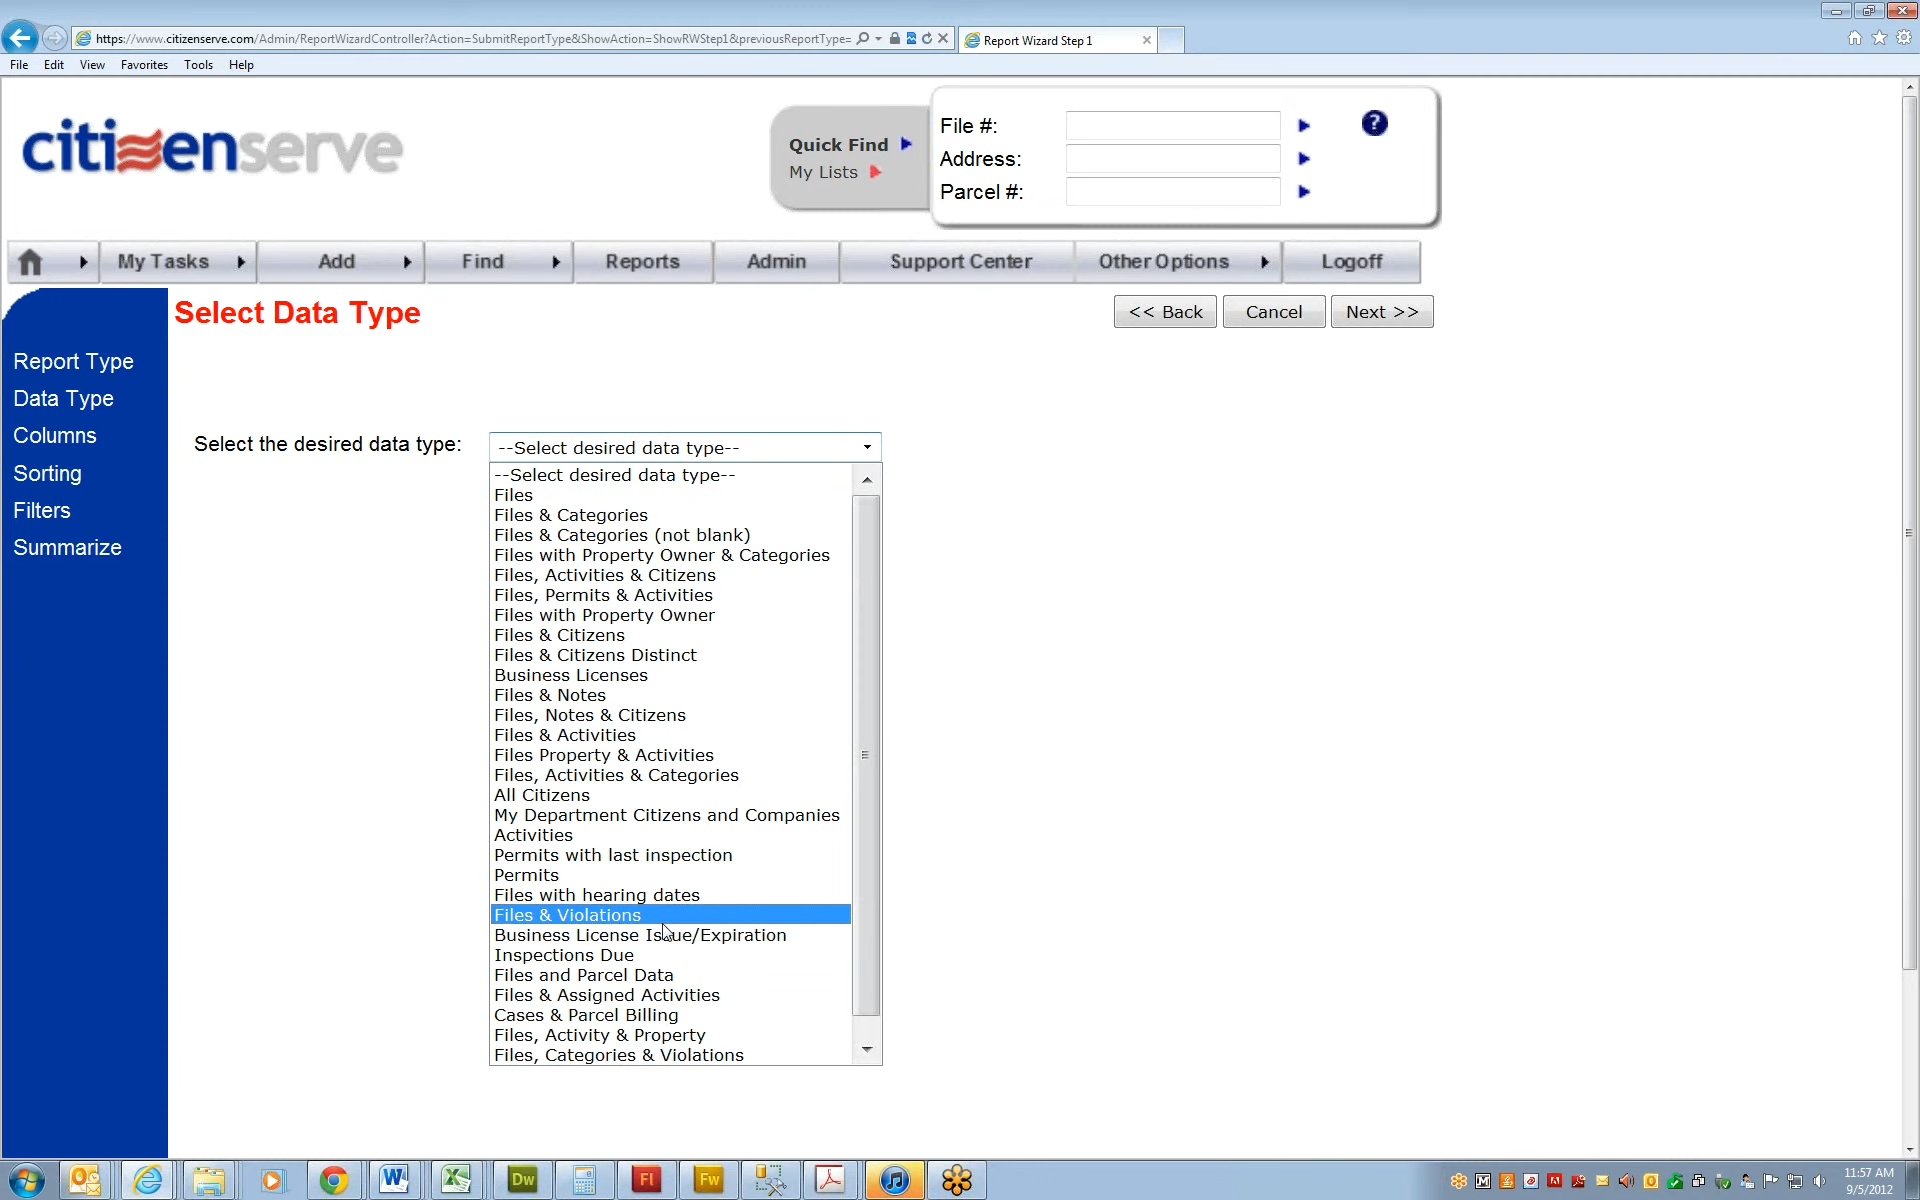 https://www.citizenserve.com/Admin/ReportWizardController?Action=SubmitReportType&ShowAction=ShowRWStep1&previousReportType=
Report Wizard Step 1
File Edit View Favorites Tools Help
citizenserve
Quick Find
My Lists
File #:
Address:
Parcel #:
?
My Tasks Add Find Reports Admin Support Center Other Options Logoff
Select Data Type
<< Back Cancel Next >>
Report Type
Data Type
Columns
Sorting
Filters
Summarize
Select the desired data type:
--Select desired data type--
--Select desired data type--
Files
Files & Categories
Files & Categories (not blank)
Files with Property Owner & Categories
Files, Activities & Citizens
Files, Permits & Activities
Files with Property Owner
Files & Citizens
Files & Citizens Distinct
Business Licenses
Files & Notes
Files, Notes & Citizens
Files & Activities
Files Property & Activities
Files, Activities & Categories
All Citizens
My Department Citizens and Companies
Activities
Permits with last inspection
Permits
Files with hearing dates
Files & Violations
Business License Issue/Expiration
Inspections Due
Files and Parcel Data
Files & Assigned Activities
Cases & Parcel Billing
Files, Activity & Property
Files, Categories & Violations
Dw
Fl
Fw
11:57 AM
9/5/2012